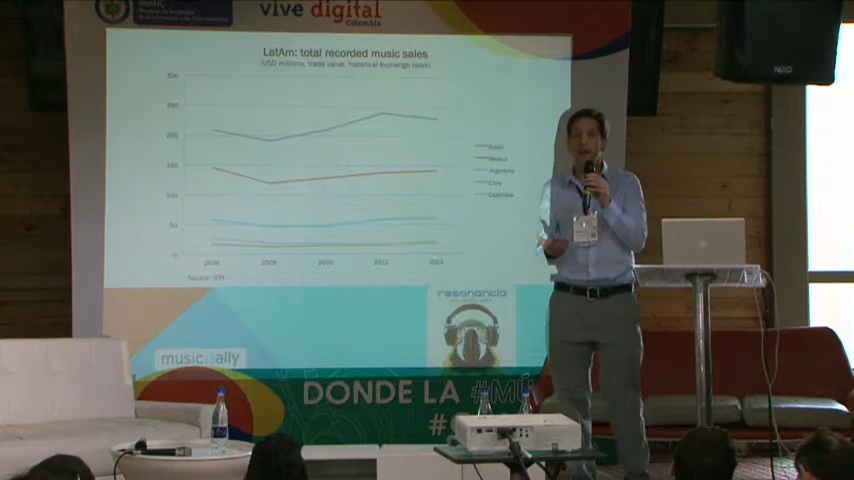 vive digital
Colombia
LatAm: total recorded music sales
(USD millions, trade value, historical exchange rates)
300
250
200
150
100
50
0
2008
2009
2010
2011
2012
Brazil
Mexico
Argentina
Chile
Colombia
Source: IFPI
resonancia
music ally
DONDE LA #MÚ